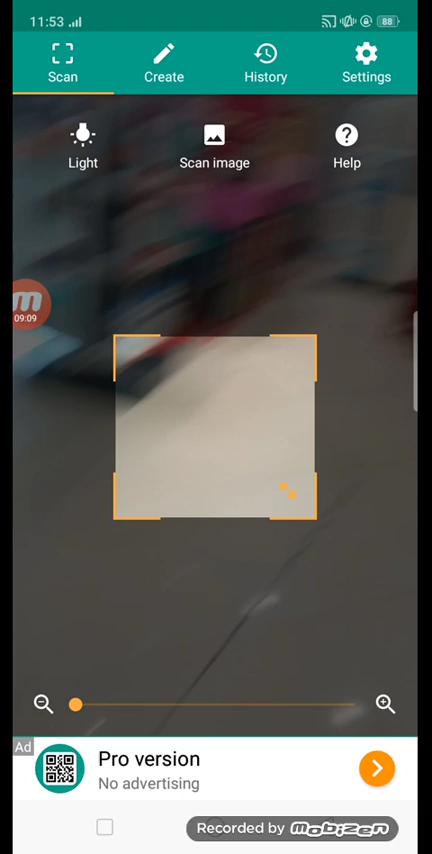 11:53
88
Scan Create History Settings
Light Scan image Help
09:09
Ad
Pro version
No advertising
Recorded by mobizen